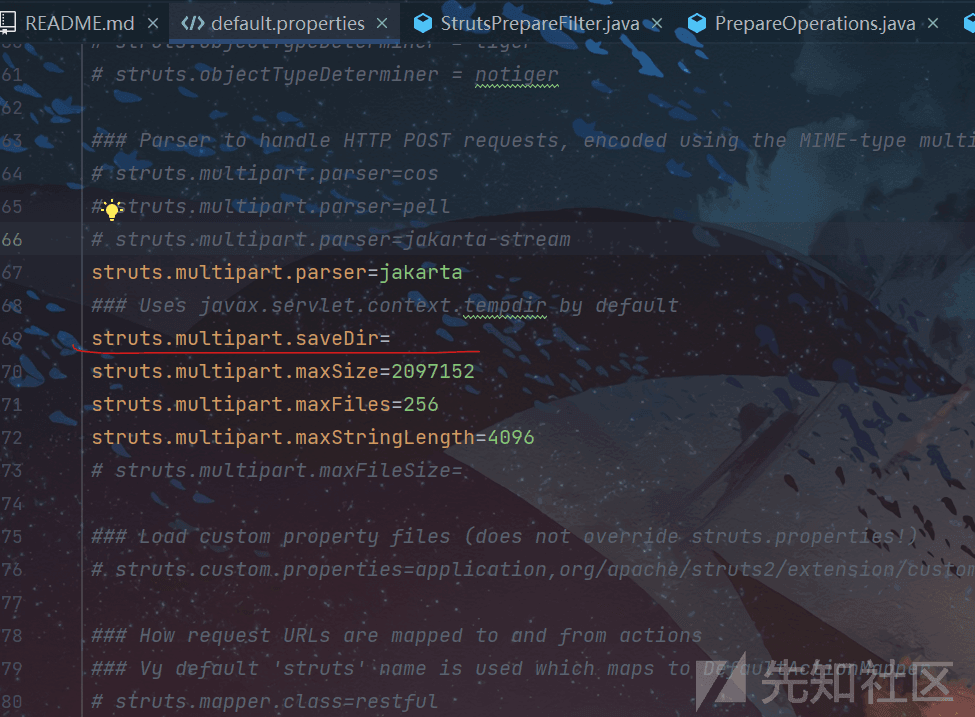 README.md × default.properties × StrutsPrepareFilter.java × PrepareOperations.java ×
60 # struts.objectTypeDeterminer = tiger
61 # struts.objectTypeDeterminer = notiger
62
63 ### Parser to handle HTTP POST requests, encoded using the MIME-type multi
64 # struts.multipart.parser=cos
65 # struts.multipart.parser=pell
66 # struts.multipart.parser=jakarta-stream
67 struts.multipart.parser=jakarta
68 ### Uses javax.servlet.context.tempdir by default
69 struts.multipart.saveDir=
70 struts.multipart.maxSize=2097152
71 struts.multipart.maxFiles=256
72 struts.multipart.maxStringLength=4096
73 # struts.multipart.maxFileSize=
74
75 ### Load custom property files (does not override struts.properties!)
76 # struts.custom.properties=application,org/apache/struts2/extension/custom
77
78 ### How request URLs are mapped to and from actions
79 ### Vy default 'struts' name is used which maps to DefaultActionMapper
80 # struts.mapper.class=restful
先知社区